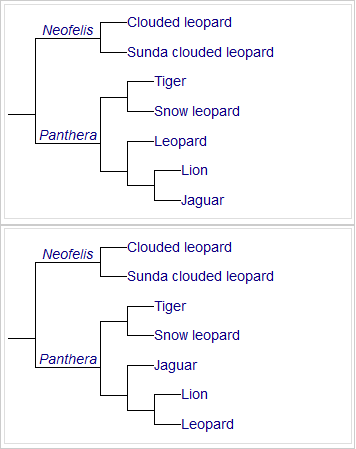 Clouded leopard
Neofelis
Sunda clouded leopard
Tiger
Snow leopard
Panthera
Leopard
Lion
Jaguar
Clouded leopard
Neofelis
Sunda clouded leopard
Tiger
Snow leopard
Panthera
Jaguar
Lion
Leopard